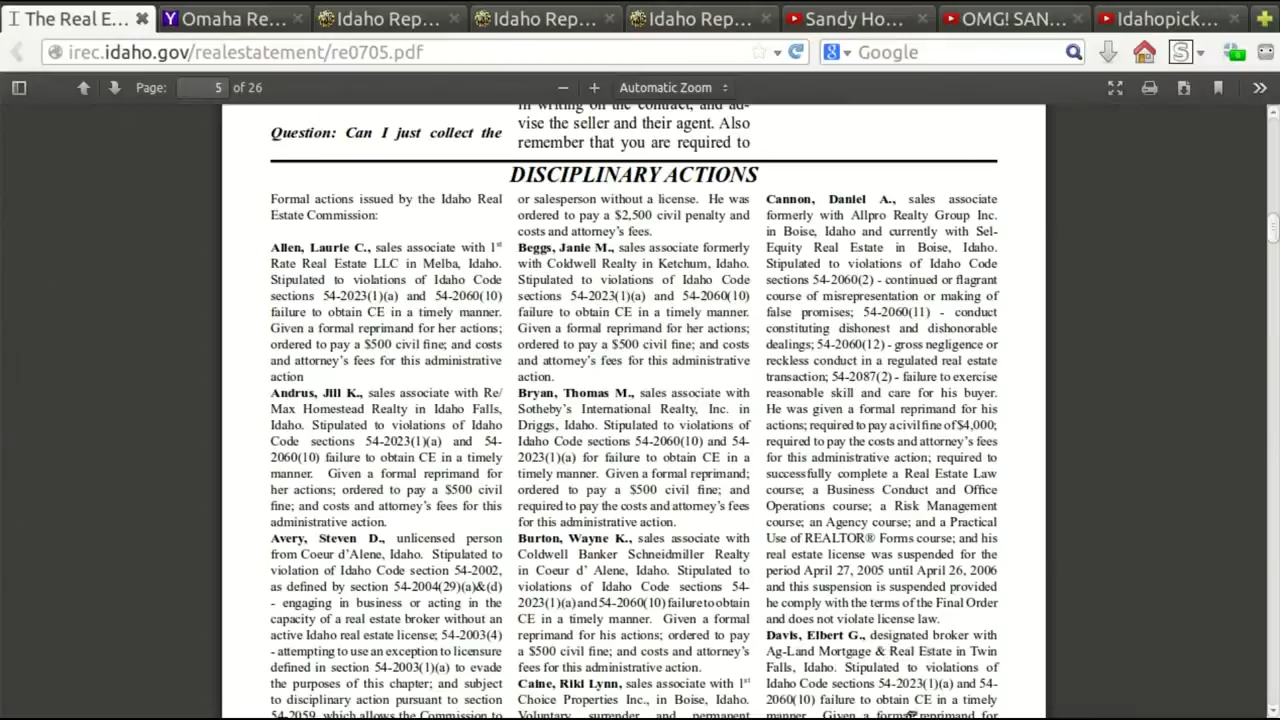 The Real E...
Omaha Re...
Idaho Rep...
Idaho Rep...
Idaho Rep...
Sandy Ho...
OMG! SAN...
Idahopick...
irec.idaho.gov/realestatement/re0705.pdf
Google
Page: 5 of 26
Automatic Zoom
Question: Can I just collect the
in writing on the contract, and ad-
vise the seller and their agent. Also
remember that you are required to
DISCIPLINARY ACTIONS
Formal actions issued by the Idaho Real
Estate Commission:
Allen, Laurie C., sales associate with 1st
Rate Real Estate LLC in Melba, Idaho.
Stipulated to violations of Idaho Code
sections 54-2023(1)(a) and 54-2060(10)
failure to obtain CE in a timely manner.
Given a formal reprimand for her actions;
ordered to pay a $500 civil fine; and costs
and attorney's fees for this administrative
action
Andrus, Jill K., sales associate with Re/
Max Homestead Realty in Idaho Falls,
Idaho. Stipulated to violations of Idaho
Code sections 54-2023(1)(a) and 54-
2060(10) failure to obtain CE in a timely
manner. Given a formal reprimand for
her actions; ordered to pay a $500 civil
fine; and costs and attorney's fees for this
administrative action.
Avery, Steven D., unlicensed person
from Coeur d'Alene, Idaho. Stipulated to
violation of Idaho Code section 54-2002,
as defined by section 54-2004(29)(a)&(d)
- engaging in business or acting in the
capacity of a real estate broker without an
active Idaho real estate license; 54-2003(4)
- attempting to use an exception to licensure
defined in section 54-2003(1)(a) to evade
the purposes of this chapter; and subject
to disciplinary action pursuant to section
54-2059, which allows the Commission to
or salesperson without a license. He was
ordered to pay a $2,500 civil penalty and
costs and attorney's fees.
Beggs, Janie M., sales associate formerly
with Coldwell Realty in Ketchum, Idaho.
Stipulated to violations of Idaho Code
sections 54-2023(1)(a) and 54-2060(10)
failure to obtain CE in a timely manner.
Given a formal reprimand for her actions;
ordered to pay a $500 civil fine; and costs
and attorney's fees for this administrative
action.
Bryan, Thomas M., sales associate with
Sotheby's International Realty, Inc. in
Driggs, Idaho. Stipulated to violations of
Idaho Code sections 54-2060(10) and 54-
2023(1)(a) for failure to obtain CE in a
timely manner. Given a formal reprimand;
ordered to pay a $500 civil fine; and
required to pay the costs and attorney's fees
for this administrative action.
Burton, Wayne K., sales associate with
Coldwell Banker Schneidmiller Realty
in Coeur d' Alene, Idaho. Stipulated to
violations of Idaho Code sections 54-
2023(1)(a) and 54-2060(10) failure to obtain
CE in a timely manner. Given a formal
reprimand for his actions; ordered to pay
a $500 civil fine; and costs and attorney's
fees for this administrative action.
Caine, Riki Lynn, sales associate with 1st
Choice Properties Inc., in Boise, Idaho.
Voluntary surrender and permanent
Cannon, Daniel A., sales associate
formerly with Allpro Realty Group Inc.
in Boise, Idaho and currently with Sel-
Equity Real Estate in Boise, Idaho.
Stipulated to violations of Idaho Code
sections 54-2060(2) - continued or flagrant
course of misrepresentation or making of
false promises; 54-2060(11) - conduct
constituting dishonest and dishonorable
dealings; 54-2060(12) - gross negligence or
reckless conduct in a regulated real estate
transaction; 54-2087(2) - failure to exercise
reasonable skill and care for his buyer.
He was given a formal reprimand for his
actions; required to pay a civil fine of $4,000;
required to pay the costs and attorney's fees
for this administrative action; required to
successfully complete a Real Estate Law
course; a Business Conduct and Office
Operations course; a Risk Management
course; an Agency course; and a Practical
Use of REALTOR® Forms course; and his
real estate license was suspended for the
period April 27, 2005 until April 26, 2006
and this suspension is suspended provided
he comply with the terms of the Final Order
and does not violate license law.
Davis, Elbert G., designated broker with
Ag-Land Mortgage & Real Estate in Twin
Falls, Idaho. Stipulated to violations of
Idaho Code sections 54-2023(1)(a) and 54-
2060(10) failure to obtain CE in a timely
manner. Given a formal reprimand for